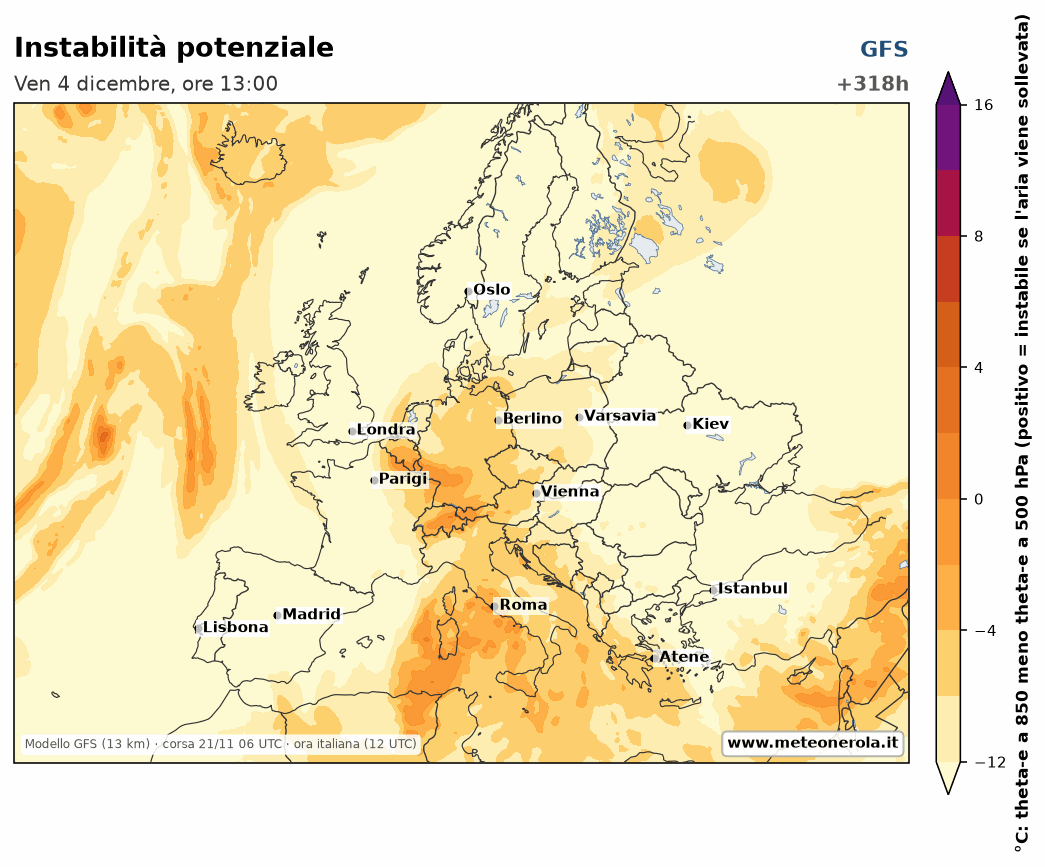 Instabilità potenziale
GFS
Ven 4 dicembre, ore 13:00
+318h
Oslo
Berlino
Varsavia
Londra
Kiev
Parigi
Vienna
Istanbul
Roma
Madrid
Lisbona
Atene
Modello GFS (13 km) · corsa 21/11 06 UTC · ora italiana (12 UTC)
www.meteonerola.it
16
8
4
0
−4
−12
°C: theta-e a 850 meno theta-e a 500 hPa (positivo = instabile se l'aria viene sollevata)